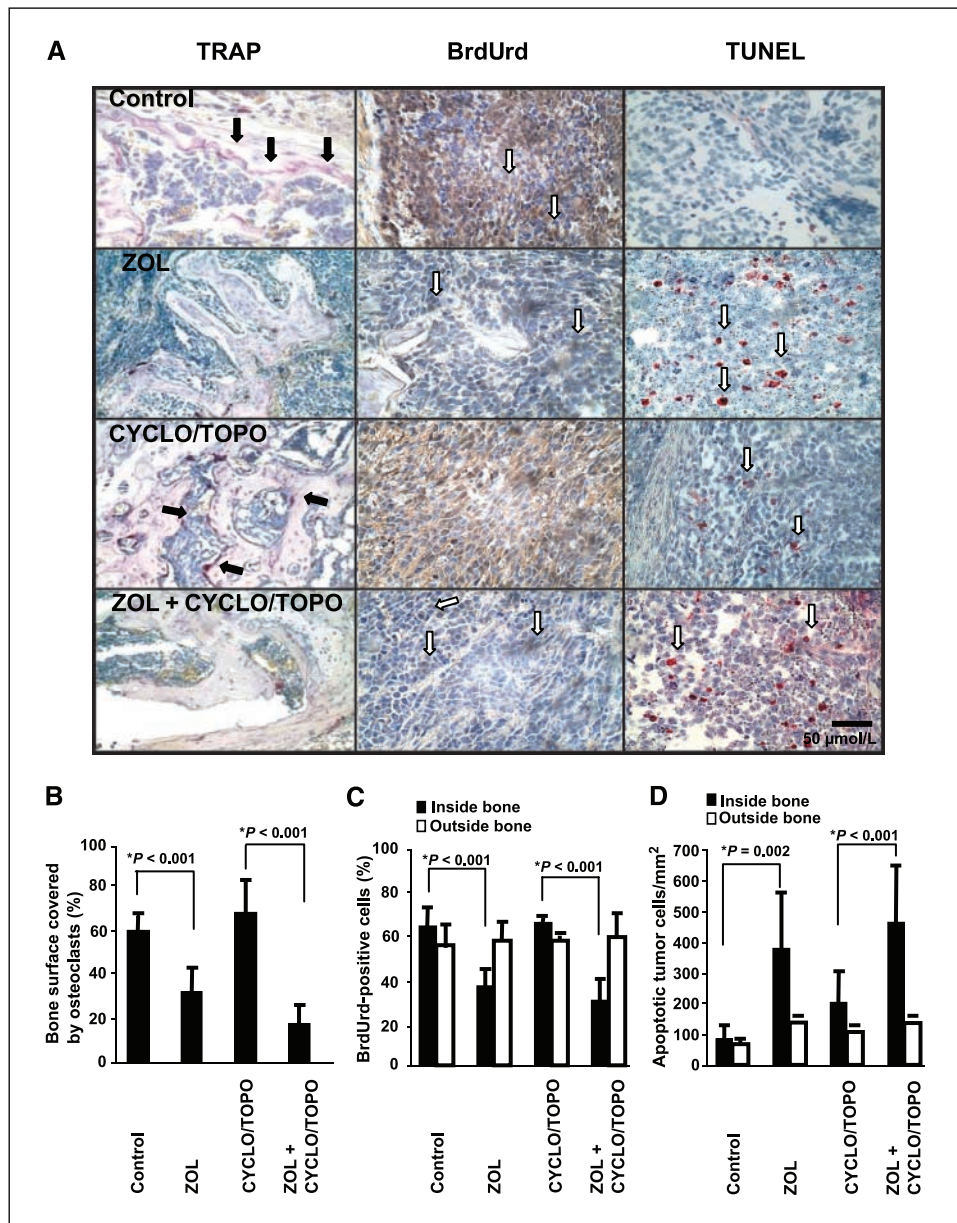 A
TRAP BrdUrd TUNEL
Control
ZOL
CYCLO/TOPO
ZOL + CYCLO/TOPO
50 µmol/L
B
*P < 0.001
*P < 0.001
Bone surface covered
by osteoclasts (%)
100
80
60
40
20
0
Control
ZOL
CYCLO/TOPO
ZOL +
CYCLO/TOPO
C
Inside bone
Outside bone
*P < 0.001
*P < 0.001
BrdUrd-positive cells (%)
100
80
60
40
20
0
Control
ZOL
CYCLO/TOPO
ZOL +
CYCLO/TOPO
D
Inside bone
Outside bone
*P = 0.002
*P < 0.001
Apoptotic tumor cells/mm²
700
600
500
400
300
200
100
0
Control
ZOL
CYCLO/TOPO
ZOL +
CYCLO/TOPO